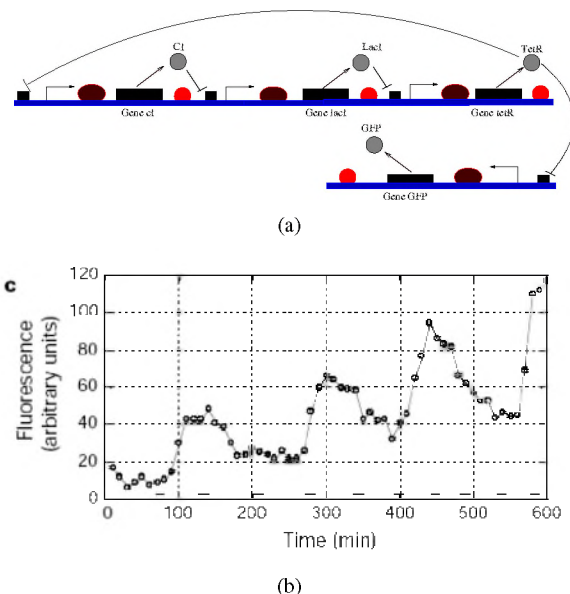 CI
LacI
TetR
Gene cI
Gene lacI
Gene tetR
GFP
Gene GFP
(a)
c
Fluorescence
(arbitrary units)
120
100
80
60
40
20
0
0 100 200 300 400 500 600
Time (min)
(b)